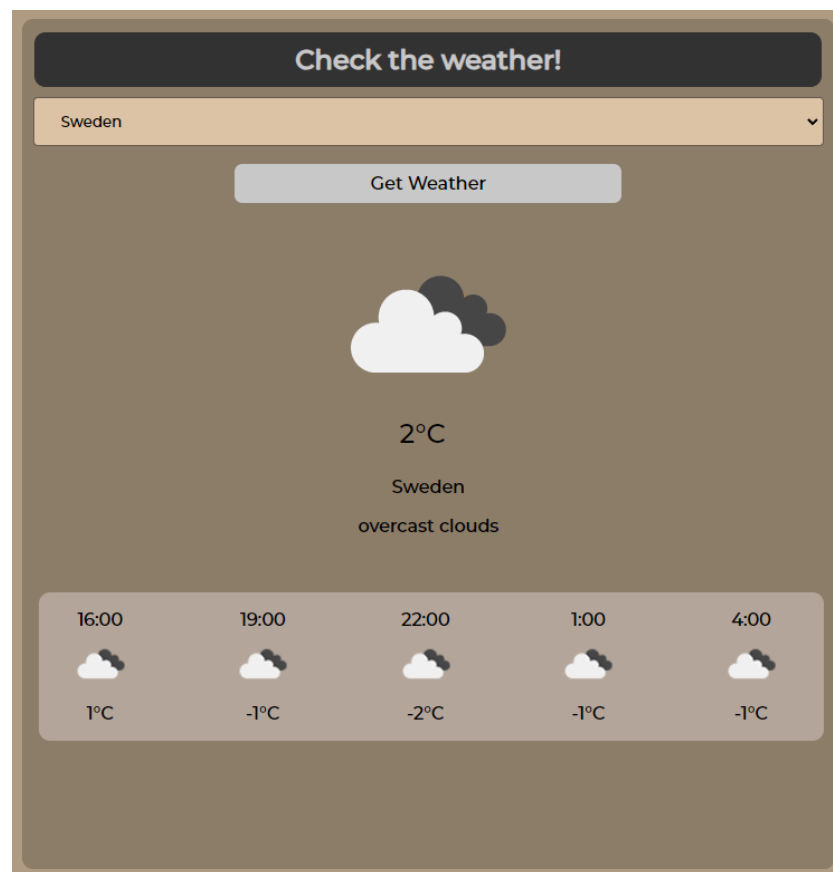 Check the weather!
Sweden
Get Weather
2°C
Sweden
overcast clouds
16:00 19:00 22:00 1:00 4:00
1°C -1°C -2°C -1°C -1°C